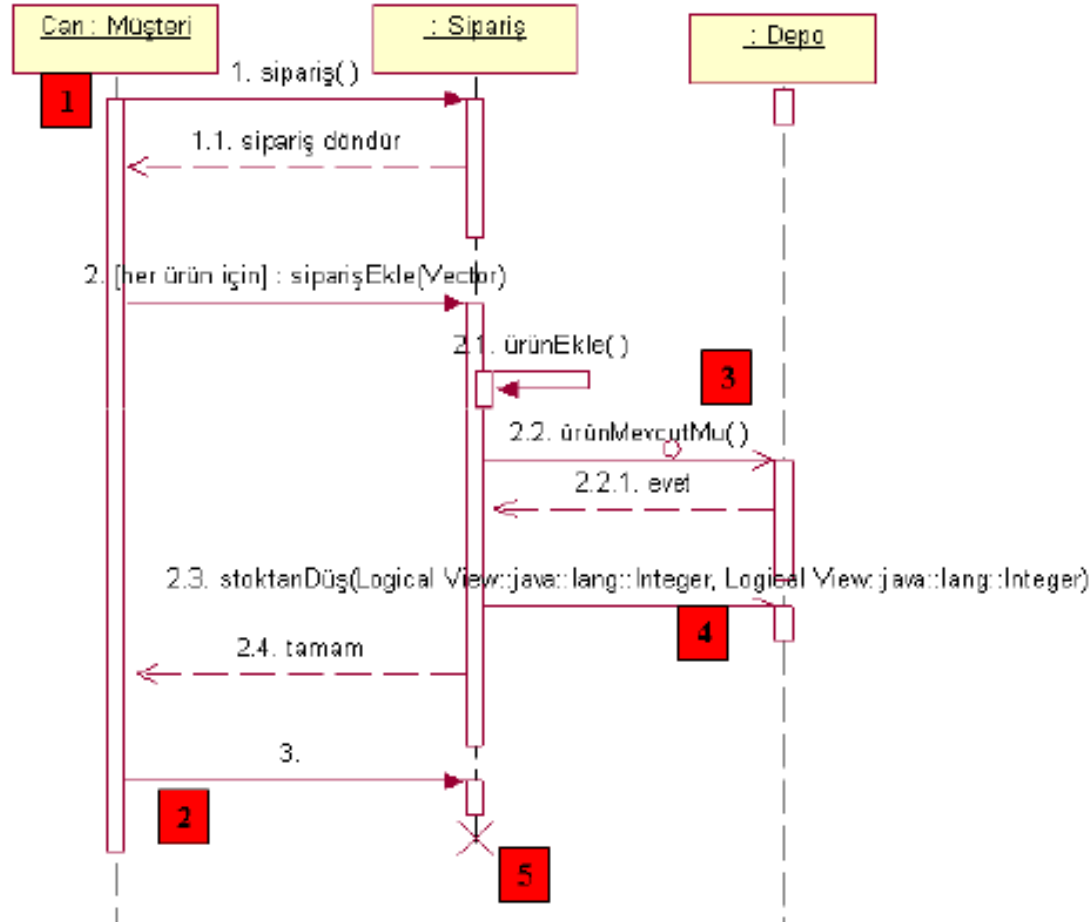 Can : Müşteri
: Sipariş
: Depo
1
1. sipariş( )
1.1. sipariş döndür
2. [her ürün için] : siparişEkle(Vector)
2.1. ürünEkle( )
3
2.2. ürünMevcutMu( )
2.2.1. evet
2.3. stoktanDüş(Logical View::java::lang::Integer, Logical View::java::lang::Integer)
4
2.4. tamam
3.
2
5